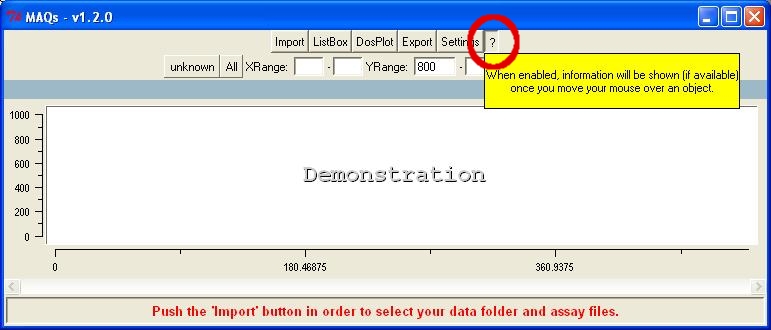 MAQs - v1.2.0
Import ListBox DosPlot Export Settings ?
unknown All XRange: - YRange: 800 -
When enabled, information will be shown (if available)
once you move your mouse over an object.
1000
800
600
400
200
0
Demonstration
0 180.46875 360.9375
Push the 'Import' button in order to select your data folder and assay files.